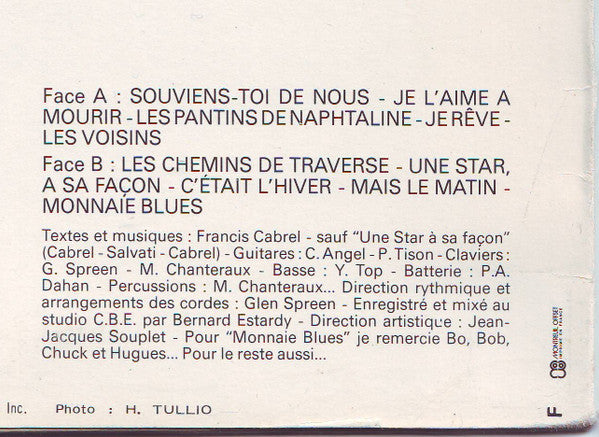 Face A : SOUVIENS-TOI DE NOUS - JE L'AIME A
MOURIR - LES PANTINS DE NAPHTALINE - JE RÊVE -
LES VOISINS
Face B : LES CHEMINS DE TRAVERSE - UNE STAR,
A SA FAÇON - C'ÉTAIT L'HIVER - MAIS LE MATIN -
MONNAIE BLUES
Textes et musiques : Francis Cabrel - sauf "Une Star à sa façon"
(Cabrel - Salvati - Cabrel) - Guitares : C. Angel - P. Tison - Claviers :
G. Spreen - M. Chanteraux - Basse : Y. Top - Batterie : P.A.
Dahan - Percussions : M. Chanteraux... Direction rythmique et
arrangements des cordes : Glen Spreen - Enregistré et mixé au
studio C.B.E. par Bernard Estardy - Direction artistique : Jean-
Jacques Souplet - Pour "Monnaie Blues" je remercie Bo, Bob,
Chuck et Hugues... Pour le reste aussi...
Inc. Photo : H. TULLIO
MONTREUIL OFFSET
IMPRIMÉ EN FRANCE
F